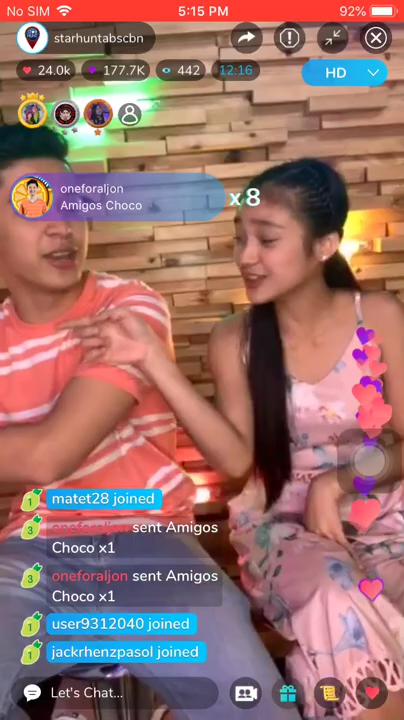 No SIM
5:15 PM
92%
starhuntabscbn
24.0k
177.7K
442
12:16
HD
oneforaljon
Amigos Choco
x 8
1 matet28 joined
3 oneforaljon sent Amigos
Choco x1
3 oneforaljon sent Amigos
Choco x1
1 user9312040 joined
1 jackrhenzpasol joined
Let's Chat...